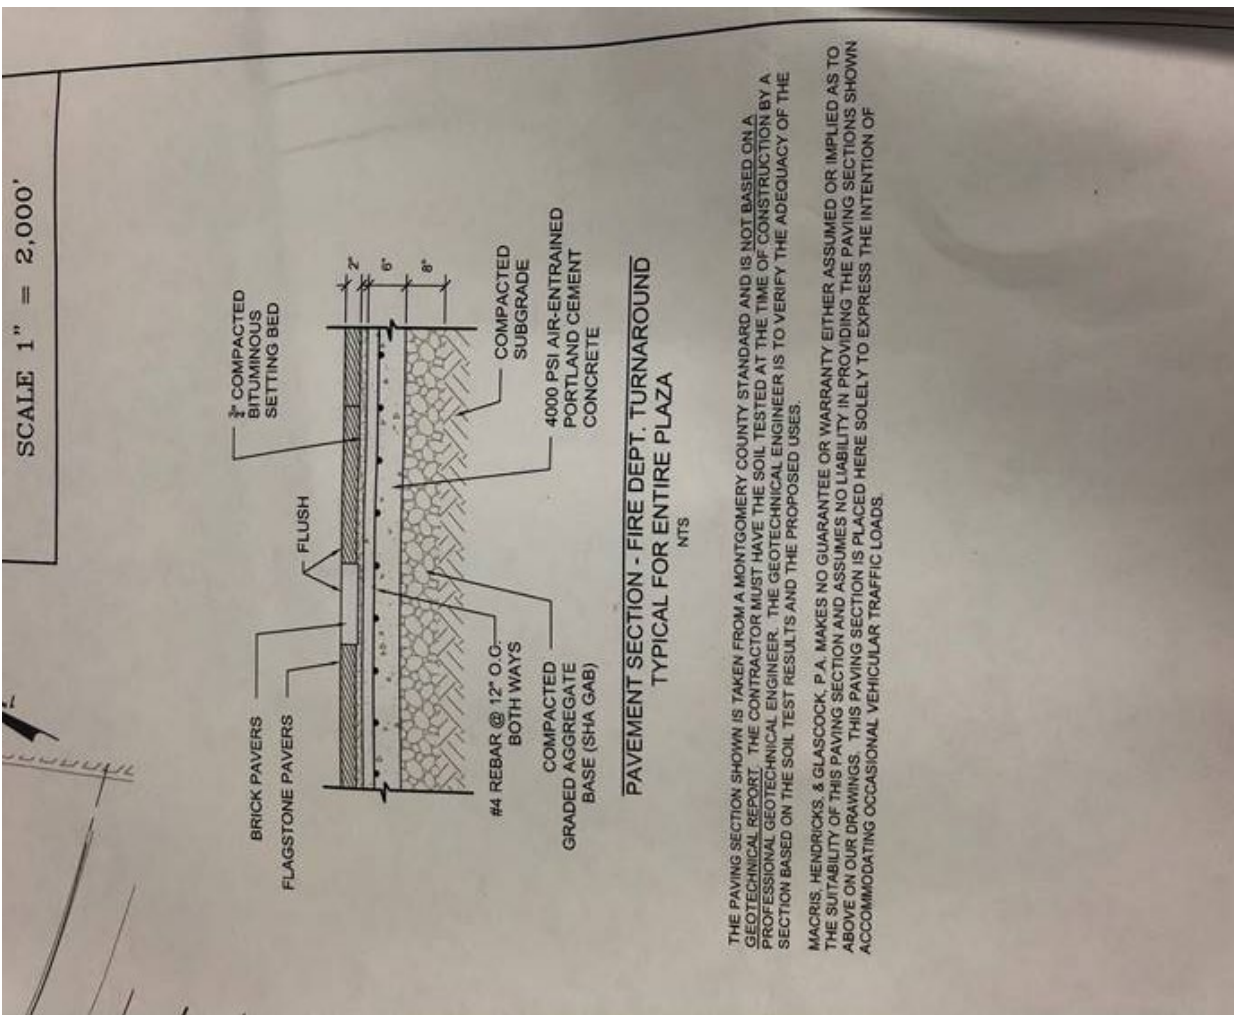 SCALE 1" = 2,000'
BRICK PAVERS
FLAGSTONE PAVERS
FLUSH
COMPACTED
BITUMINOUS
SETTING BED
2"
6"
8"
#4 REBAR @ 12" O.C.
BOTH WAYS
COMPACTED
GRADED AGGREGATE
BASE (SHA GAB)
COMPACTED
SUBGRADE
4000 PSI AIR-ENTRAINED
PORTLAND CEMENT
CONCRETE
PAVEMENT SECTION - FIRE DEPT. TURNAROUND
TYPICAL FOR ENTIRE PLAZA
NTS
THE PAVING SECTION SHOWN IS TAKEN FROM A MONTGOMERY COUNTY STANDARD AND IS NOT BASED ON A
GEOTECHNICAL REPORT. THE CONTRACTOR MUST HAVE THE SOIL TESTED AT THE TIME OF CONSTRUCTION BY A
PROFESSIONAL GEOTECHNICAL ENGINEER. THE GEOTECHNICAL ENGINEER IS TO VERIFY THE ADEQUACY OF THE
SECTION BASED ON THE SOIL TEST RESULTS AND THE PROPOSED USES.
MACRIS, HENDRICKS, & GLASCOCK, P.A. MAKES NO GUARANTEE OR WARRANTY EITHER ASSUMED OR IMPLIED AS TO
THE SUITABILITY OF THIS PAVING SECTION AND ASSUMES NO LIABILITY IN PROVIDING THE PAVING SECTIONS SHOWN
ABOVE ON OUR DRAWINGS. THIS PAVING SECTION IS PLACED HERE SOLELY TO EXPRESS THE INTENTION OF
ACCOMMODATING OCCASIONAL VEHICULAR TRAFFIC LOADS.